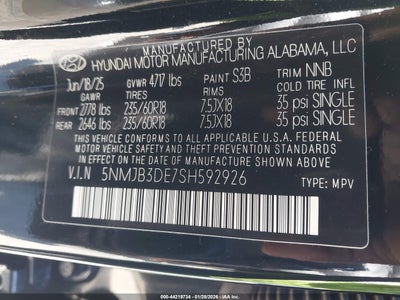 MANUFACTURED BY
HYUNDAI MOTOR MANUFACTURING ALABAMA, LLC
Jun/18/25 GVWR 4717 lbs PAINT S3B TRIM NNB
GAWR TIRES RIMS COLD TIRE INFL.
FRONT 2778 lbs 235/60R18 7.5JX18 35 psi SINGLE
REAR 2646 lbs 235/60R18 7.5JX18 35 psi SINGLE
THIS VEHICLE CONFORMS TO ALL APPLICABLE U.S. FEDERAL
MOTOR VEHICLE SAFETY AND THEFT PREVENTION STANDARDS
IN EFFECT ON THE DATE OF MANUFACTURE SHOWN ABOVE.
V.I.N 5NMJB3DE7SH592926 TYPE: MPV
000-44219734 - 01/28/2026 - COPYRIGHT